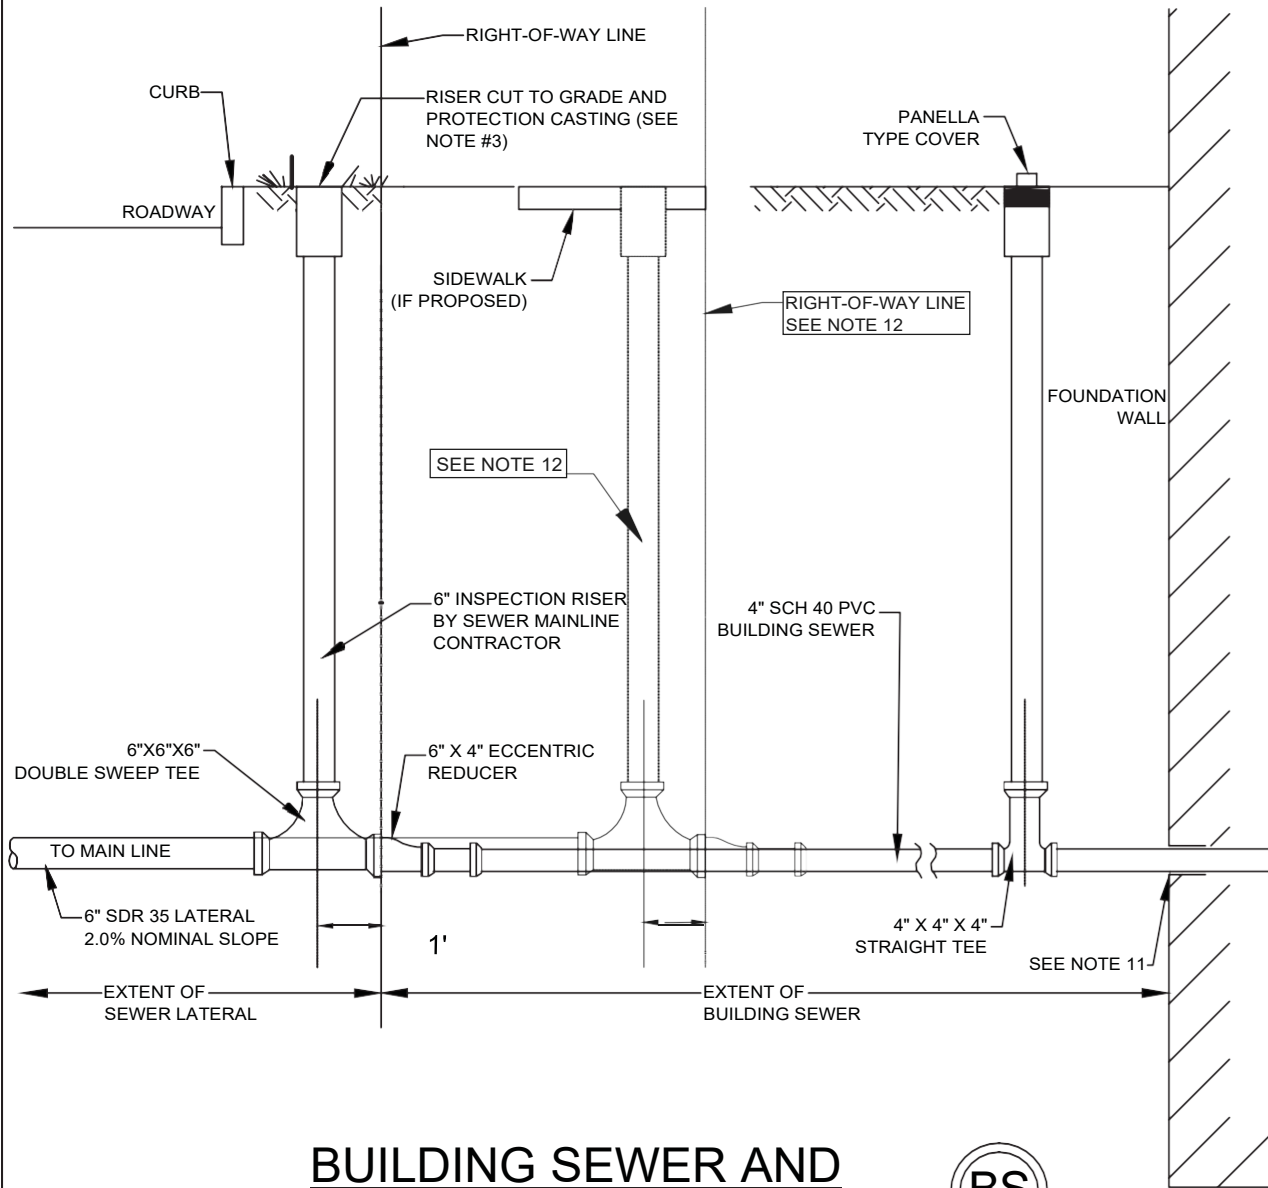 RIGHT-OF-WAY LINE
CURB
RISER CUT TO GRADE AND
PROTECTION CASTING (SEE
NOTE #3)
PANELLA
TYPE COVER
ROADWAY
SIDEWALK
(IF PROPOSED)
RIGHT-OF-WAY LINE
SEE NOTE 12
FOUNDATION
WALL
SEE NOTE 12
6" INSPECTION RISER
BY SEWER MAINLINE
CONTRACTOR
4" SCH 40 PVC
BUILDING SEWER
6"X6"X6"
DOUBLE SWEEP TEE
6" X 4" ECCENTRIC
REDUCER
TO MAIN LINE
6" SDR 35 LATERAL
2.0% NOMINAL SLOPE
1'
4" X 4" X 4"
STRAIGHT TEE
SEE NOTE 11
EXTENT OF
SEWER LATERAL
EXTENT OF
BUILDING SEWER
BUILDING SEWER AND
BS